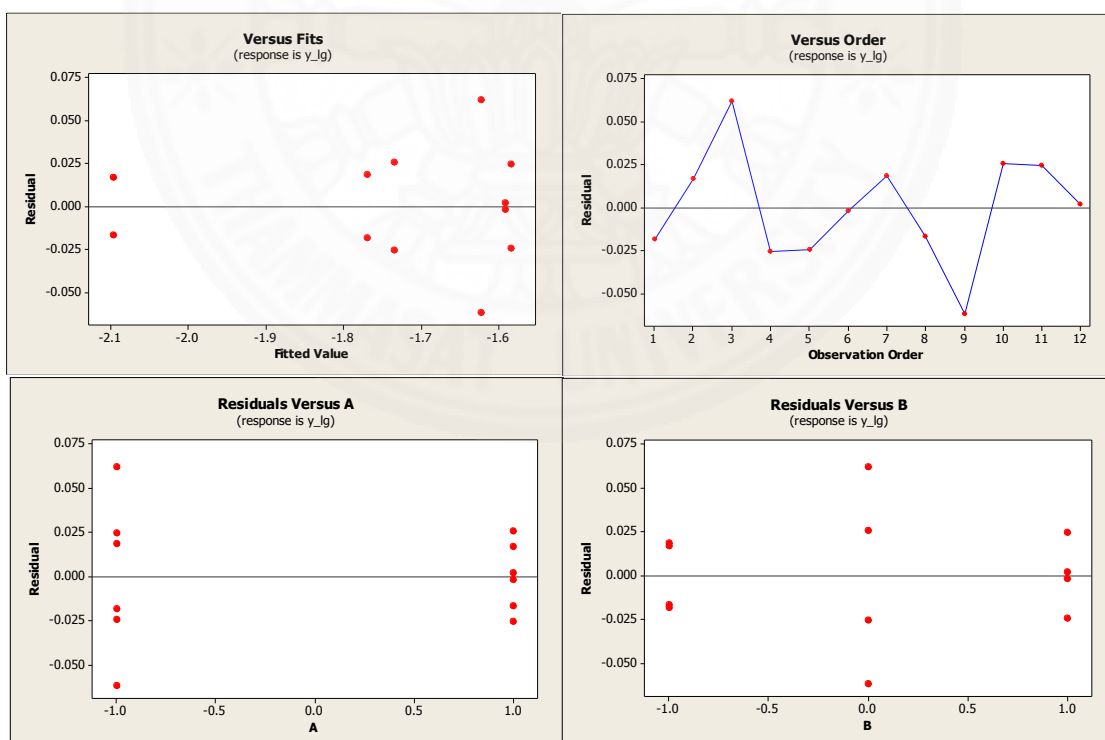 Versus Fits
(response is y_lg)
0.075
0.050
0.025
0.000
-0.025
-0.050
Residual
-2.1 -2.0 -1.9 -1.8 -1.7 -1.6
Fitted Value
Versus Order
(response is y_lg)
0.075
0.050
0.025
0.000
-0.025
-0.050
Residual
1 2 3 4 5 6 7 8 9 10 11 12
Observation Order
Residuals Versus A
(response is y_lg)
0.075
0.050
0.025
0.000
-0.025
-0.050
Residual
-1.0 -0.5 0.0 0.5 1.0
A
Residuals Versus B
(response is y_lg)
0.075
0.050
0.025
0.000
-0.025
-0.050
Residual
-1.0 -0.5 0.0 0.5 1.0
B